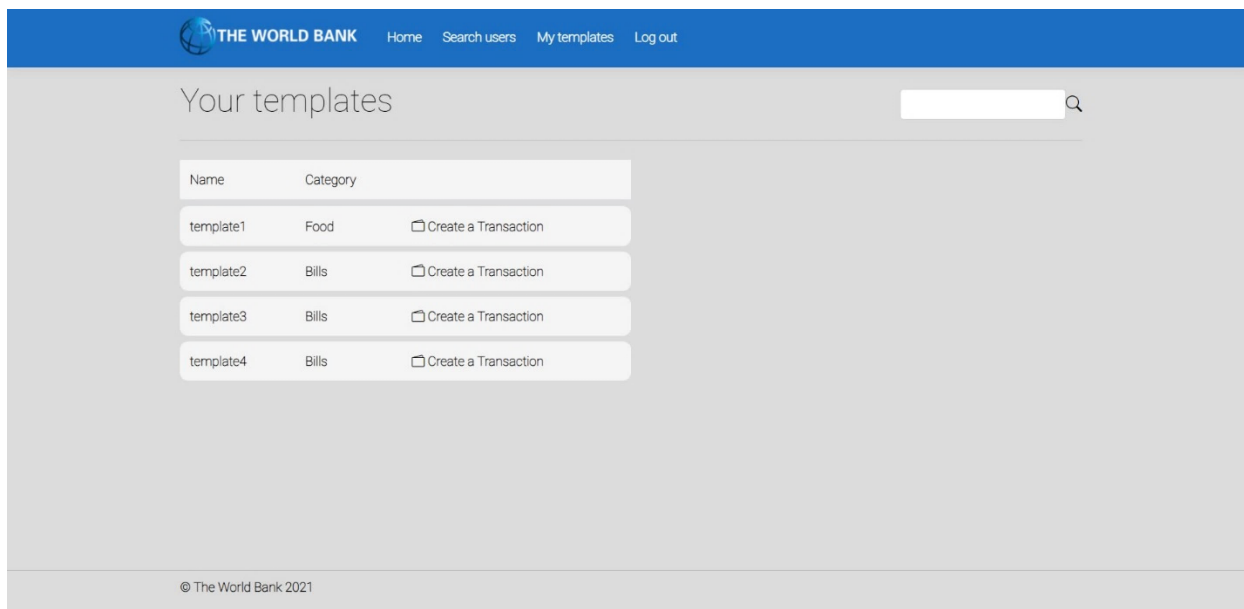 THE WORLD BANK Home Search users My templates Log out
Your templates
Name Category
template1 Food Create a Transaction
template2 Bills Create a Transaction
template3 Bills Create a Transaction
template4 Bills Create a Transaction
© The World Bank 2021